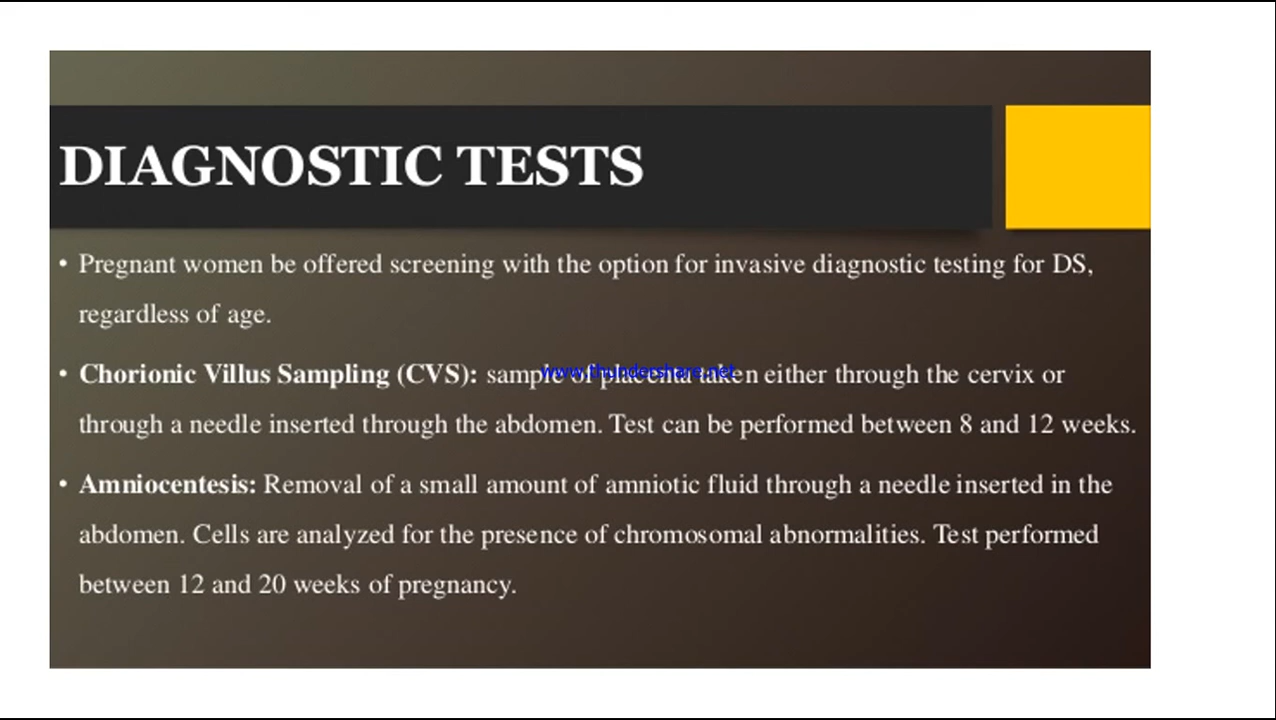 DIAGNOSTIC TESTS
• Pregnant women be offered screening with the option for invasive diagnostic testing for DS,
regardless of age.
• Chorionic Villus Sampling (CVS): sample of placenta taken either through the cervix or
www.thundershare.net
through a needle inserted through the abdomen. Test can be performed between 8 and 12 weeks.
• Amniocentesis: Removal of a small amount of amniotic fluid through a needle inserted in the
abdomen. Cells are analyzed for the presence of chromosomal abnormalities. Test performed
between 12 and 20 weeks of pregnancy.